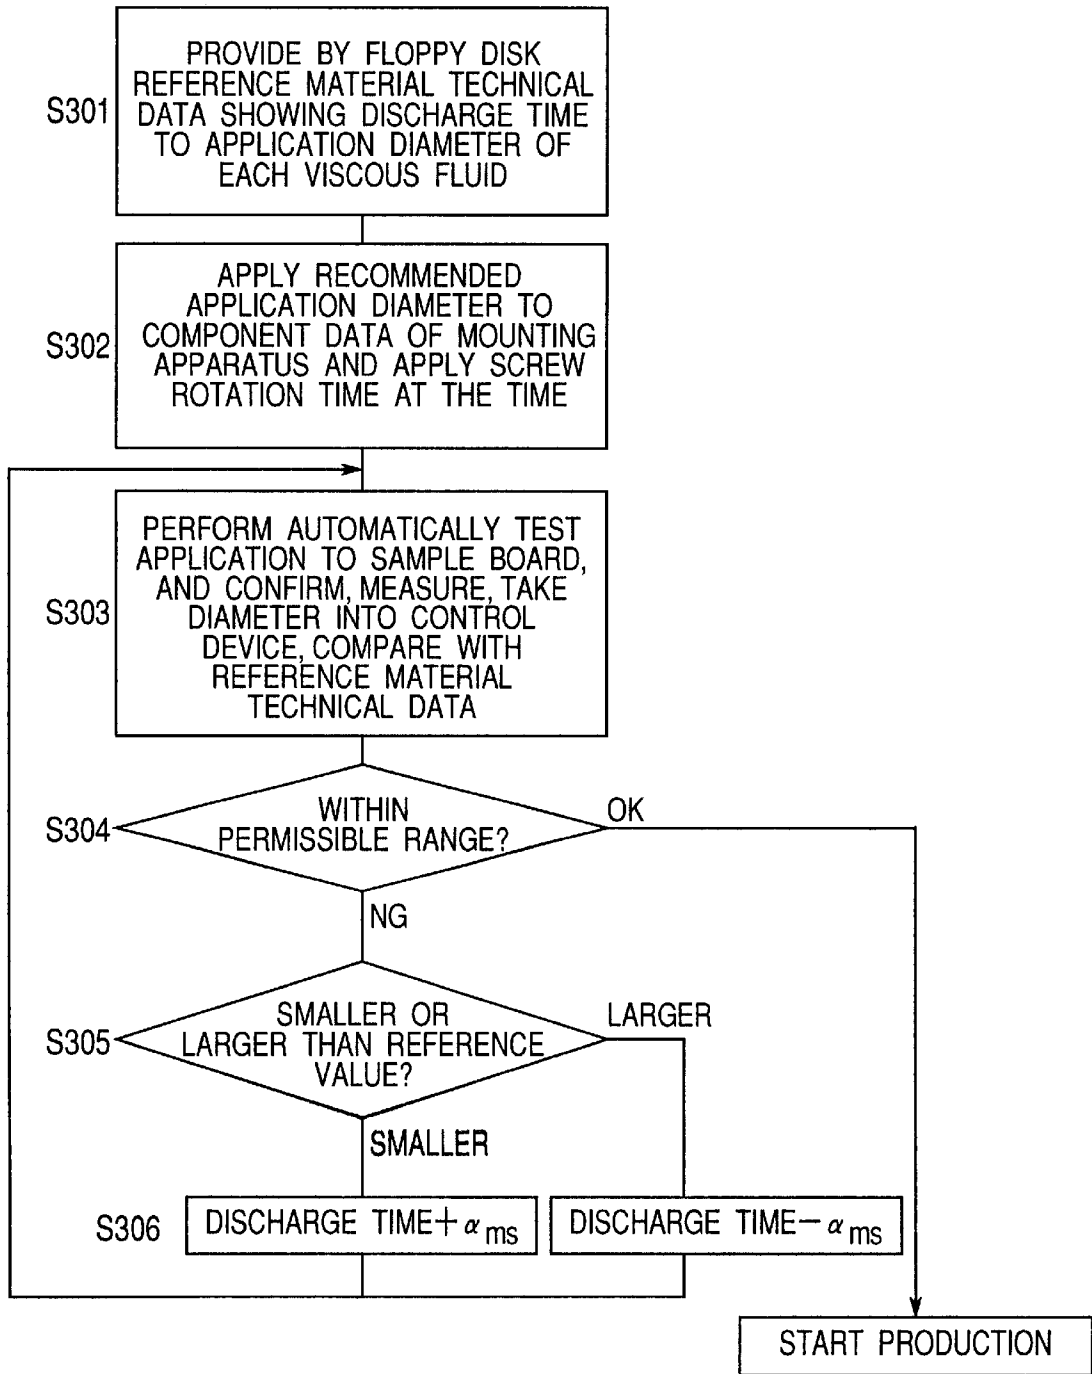 PROVIDE BY FLOPPY DISK
REFERENCE MATERIAL TECHNICAL
S301
DATA SHOWING DISCHARGE TIME
TO APPLICATION DIAMETER OF
EACH VISCOUS FLUID
APPLY RECOMMENDED
APPLICATION DIAMETER TO
S302
COMPONENT DATA OF MOUNTING
APPARATUS AND APPLY SCREW
ROTATION TIME AT THE TIME
PERFORM AUTOMATICALLY TEST
APPLICATION TO SAMPLE BOARD,
AND CONFIRM, MEASURE, TAKE
S303
DIAMETER INTO CONTROL
DEVICE, COMPARE WITH
REFERENCE MATERIAL
TECHNICAL DATA
S304
WITHIN
PERMISSIBLE RANGE?
OK
NG
S305
SMALLER OR
LARGER THAN REFERENCE
VALUE?
LARGER
SMALLER
S306
DISCHARGE TIME+ α ms
DISCHARGE TIME− α ms
START PRODUCTION